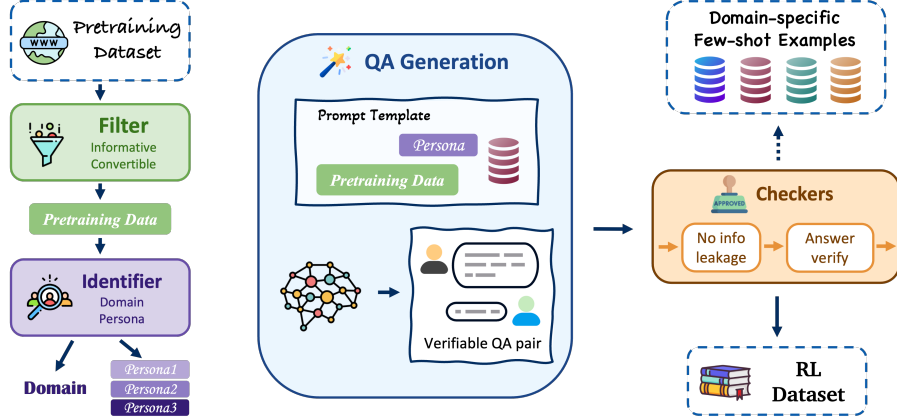 WWW
Pretraining
Dataset
Filter
Informative
Convertible
Pretraining Data
Identifier
Domain
Persona
Domain
Persona1
Persona2
Persona3
QA Generation
Prompt Template
Persona
Pretraining Data
Verifiable QA pair
Domain-specific
Few-shot Examples
APPROVED
Checkers
No info
leakage
Answer
verify
RL
Dataset